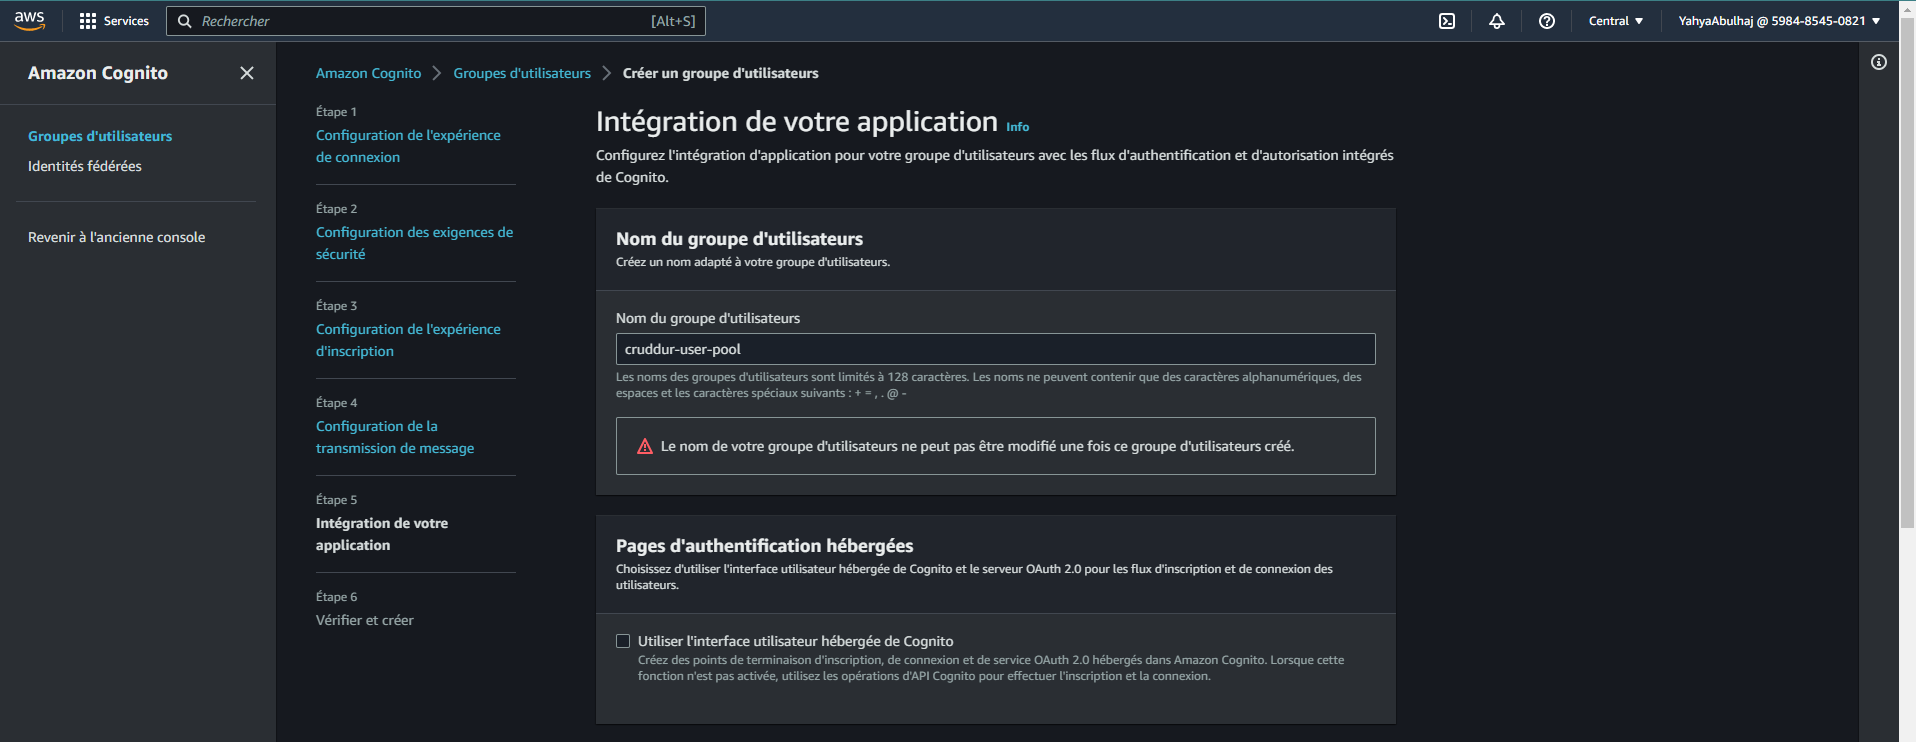 aws
Services
Rechercher
[Alt+S]
Central
YahyaAbulhaj @ 5984-8545-0821
Amazon Cognito
Groupes d'utilisateurs
Identités fédérées
Revenir à l'ancienne console
Amazon Cognito
Groupes d'utilisateurs
Créer un groupe d'utilisateurs
Étape 1
Configuration de l'expérience
de connexion
Étape 2
Configuration des exigences de
sécurité
Étape 3
Configuration de l'expérience
d'inscription
Étape 4
Configuration de la
transmission de message
Étape 5
Intégration de votre
application
Étape 6
Vérifier et créer
Intégration de votre application Info
Configurez l'intégration d'application pour votre groupe d'utilisateurs avec les flux d'authentification et d'autorisation intégrés
de Cognito.
Nom du groupe d'utilisateurs
Créez un nom adapté à votre groupe d'utilisateurs.
Nom du groupe d'utilisateurs
cruddur-user-pool
Les noms des groupes d'utilisateurs sont limités à 128 caractères. Les noms ne peuvent contenir que des caractères alphanumériques, des
espaces et les caractères spéciaux suivants : + = , . @ -
Le nom de votre groupe d'utilisateurs ne peut pas être modifié une fois ce groupe d'utilisateurs créé.
Pages d'authentification hébergées
Choisissez d'utiliser l'interface utilisateur hébergée de Cognito et le serveur OAuth 2.0 pour les flux d'inscription et de connexion des
utilisateurs.
Utiliser l'interface utilisateur hébergée de Cognito
Créez des points de terminaison d'inscription, de connexion et de service OAuth 2.0 hébergés dans Amazon Cognito. Lorsque cette
fonction n'est pas activée, utilisez les opérations d'API Cognito pour effectuer l'inscription et la connexion.